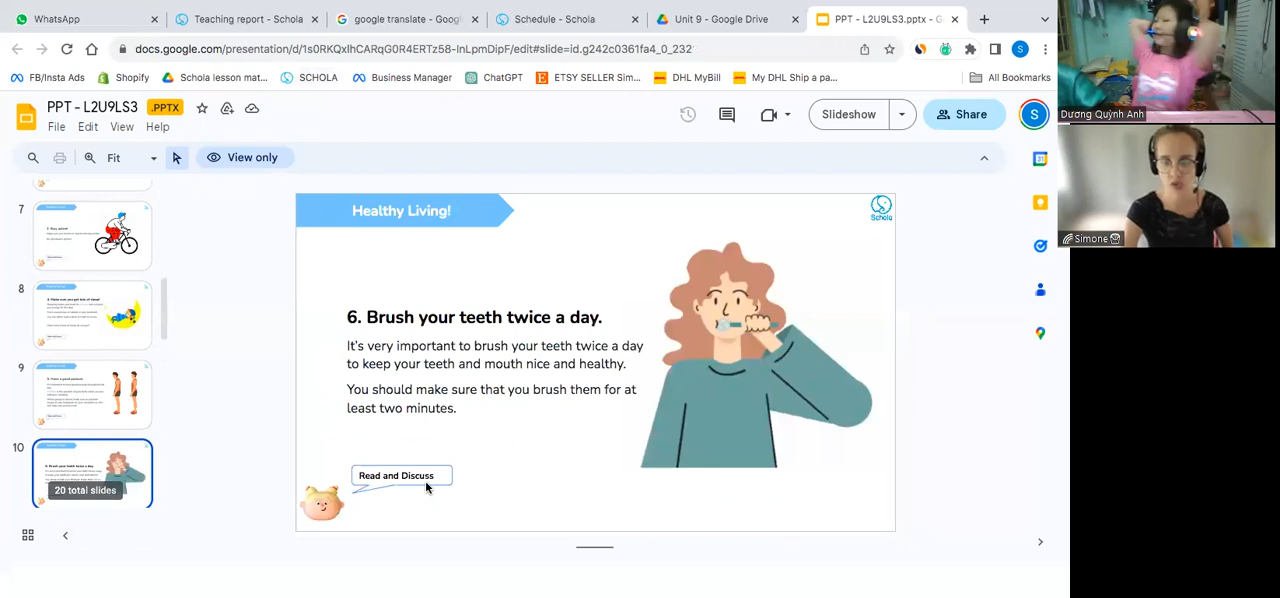 WhatsApp
Teaching report - Schola
google translate - Goog
Schedule - Schola
Unit 9 - Google Drive
PPT - L2U9LS3.pptx - G
docs.google.com/presentation/d/1s0RKQxIhCARqG0R4ERTz58-lnLpmDipF/edit#slide=id.g242c0361fa4_0_232
FB/Insta Ads
Shopify
Schola lesson mat...
SCHOLA
Business Manager
ChatGPT
ETSY SELLER Sim...
DHL MyBill
My DHL Ship a pa...
All Bookmarks
PPT - L2U9LS3
.PPTX
File Edit View Help
Slideshow
Share
S
Fit
View only
Dương Quỳnh Anh
Simone
7
8
9
10
20 total slides
Healthy Living!
Schola
6. Brush your teeth twice a day.
It's very important to brush your teeth twice a day
to keep your teeth and mouth nice and healthy.
You should make sure that you brush them for at
least two minutes.
Read and Discuss